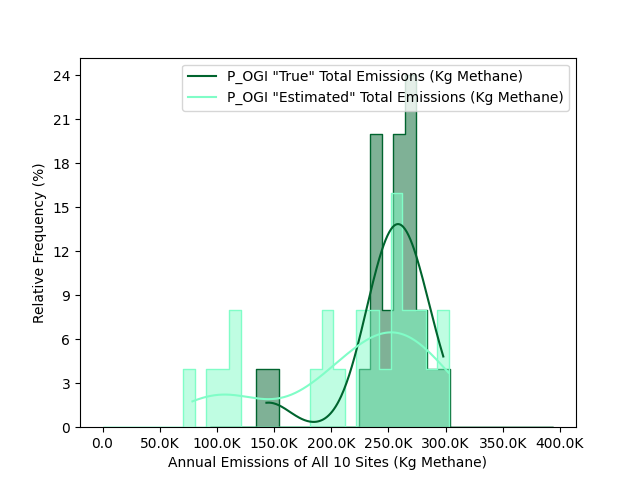 P_OGI "True" Total Emissions (Kg Methane)
P_OGI "Estimated" Total Emissions (Kg Methane)
24
21
18
15
12
9
6
3
0
Relative Frequency (%)
0.0 50.0K 100.0K 150.0K 200.0K 250.0K 300.0K 350.0K 400.0K
Annual Emissions of All 10 Sites (Kg Methane)